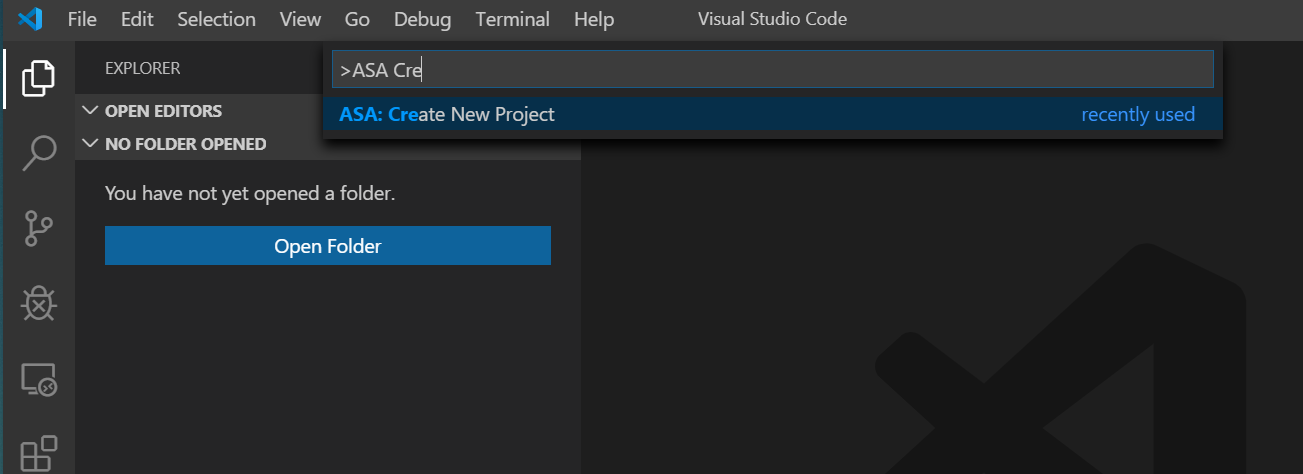 File Edit Selection View Go Debug Terminal Help Visual Studio Code
EXPLORER
>ASA Cre
OPEN EDITORS
ASA: Create New Project recently used
NO FOLDER OPENED
You have not yet opened a folder.
Open Folder